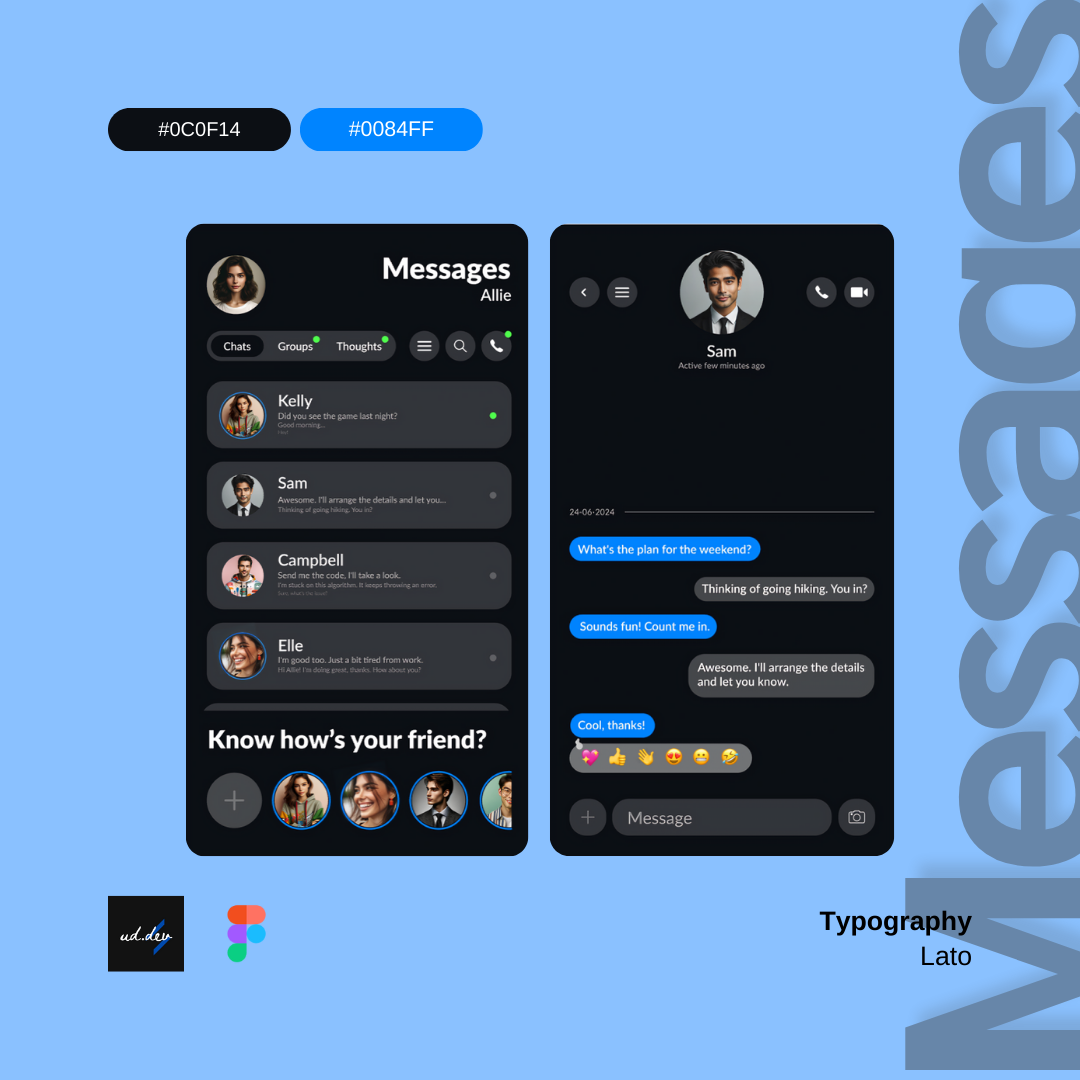 #0C0F14
#0084FF
Messages
Messages
Allie
Chats
Groups
Thoughts
Kelly
Did you see the game last night?
Good morning...
Sam
Awesome. I'll arrange the details and let you...
Thinking of going hiking. You in?
Campbell
Send me the code, I'll take a look.
I'm stuck on this algorithm. It keeps throwing an error.
Elle
I'm good too. Just a bit tired from work.
Hi Allie! I'm doing great, thanks. How about you?
Know how's your friend?
Sam
Active few minutes ago
24-06-2024
What's the plan for the weekend?
Thinking of going hiking. You in?
Sounds fun! Count me in.
Awesome. I'll arrange the details
and let you know.
Cool, thanks!
Message
ud.dev
Typography
Lato